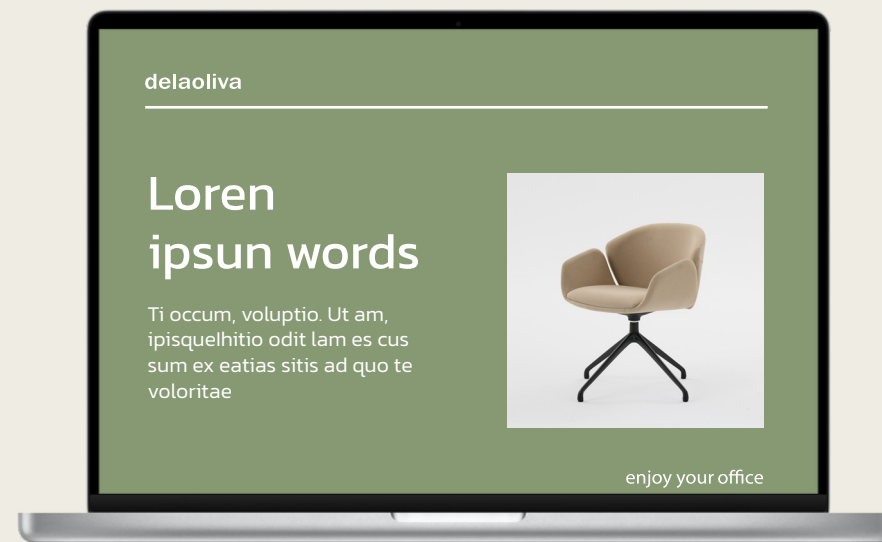 delaoliva
Loren
ipsun words
Ti occum, voluptio. Ut am,
ipisquelhitio odit lam es cus
sum ex eatias sitis ad quo te
voloritae
enjoy your office